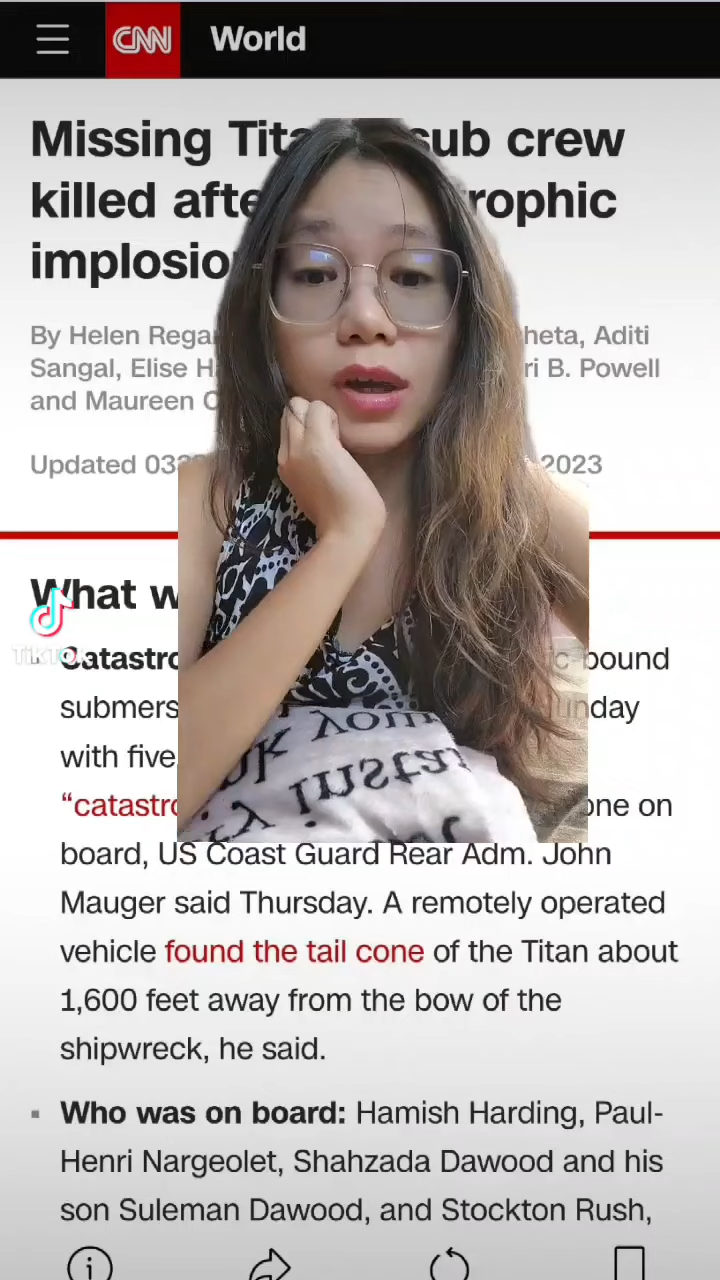 CNN World
Missing Tita sub crew
killed afte trophic
implosio
By Helen Regan heta, Aditi
Sangal, Elise H ri B. Powell
and Maureen C
Updated 03 2023
What w
TikTok
Catastro c bound
submers unday
with five
“catastro one on
board, US Coast Guard Rear Adm. John
Mauger said Thursday. A remotely operated
vehicle found the tail cone of the Titan about
1,600 feet away from the bow of the
shipwreck, he said.
Who was on board: Hamish Harding, Paul-
Henri Nargeolet, Shahzada Dawood and his
son Suleman Dawood, and Stockton Rush,